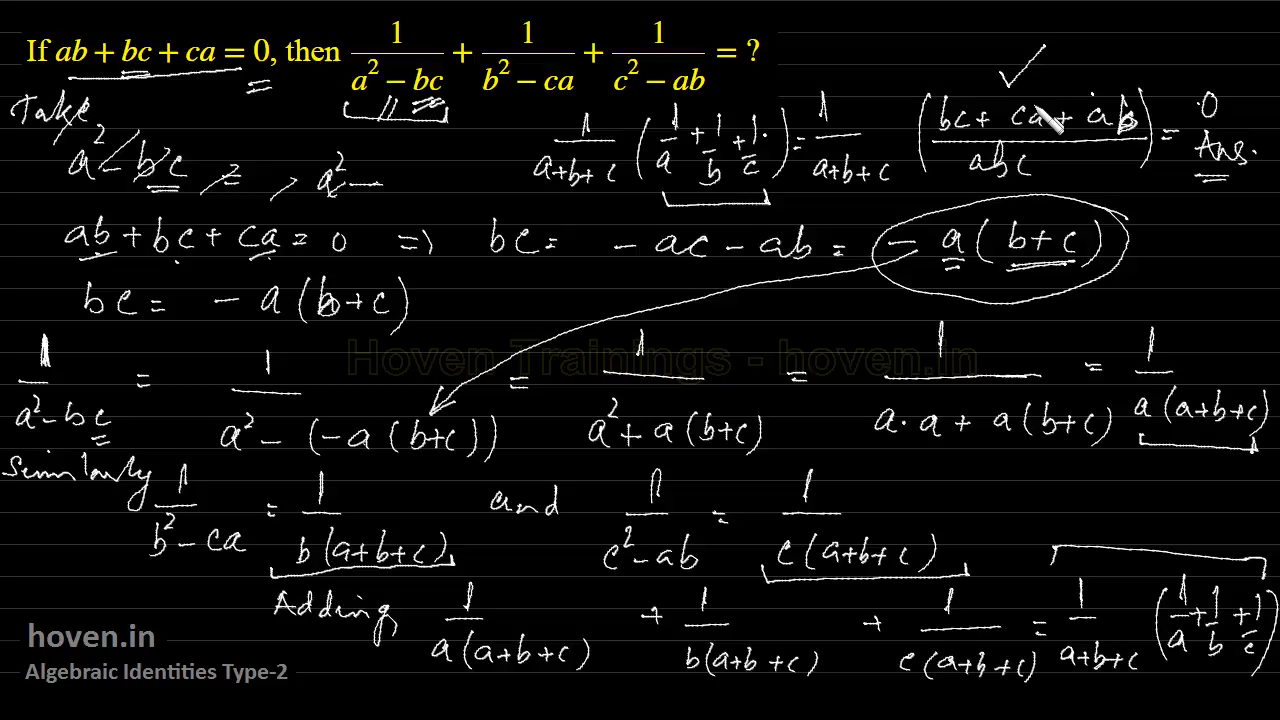 If ab + bc + ca = 0, then 1/(a² − bc) + 1/(b² − ca) + 1/(c² − ab) = ?
Take
a² − bc = , a² −
1/(a+b+c) (1/a + 1/b + 1/c) = 1/(a+b+c) ((bc + ca + ab)/abc) = 0 Ans.
ab + bc + ca = 0 ⇒ bc = − ac − ab = − a (b+c)
bc = − a (b+c)
Hoven Trainings - hoven.in
1/(a² − bc) = 1/(a² − (−a (b+c))) = 1/(a² + a (b+c)) = 1/(a · a + a (b+c)) = 1/(a (a+b+c))
Similarly 1/(b² − ca) = 1/(b (a+b+c)) and 1/(c² − ab) = 1/(c (a+b+c))
Adding 1/(a (a+b+c)) + 1/(b (a+b+c)) + 1/(c (a+b+c)) = 1/(a+b+c) (1/a + 1/b + 1/c)
hoven.in
Algebraic Identities Type-2